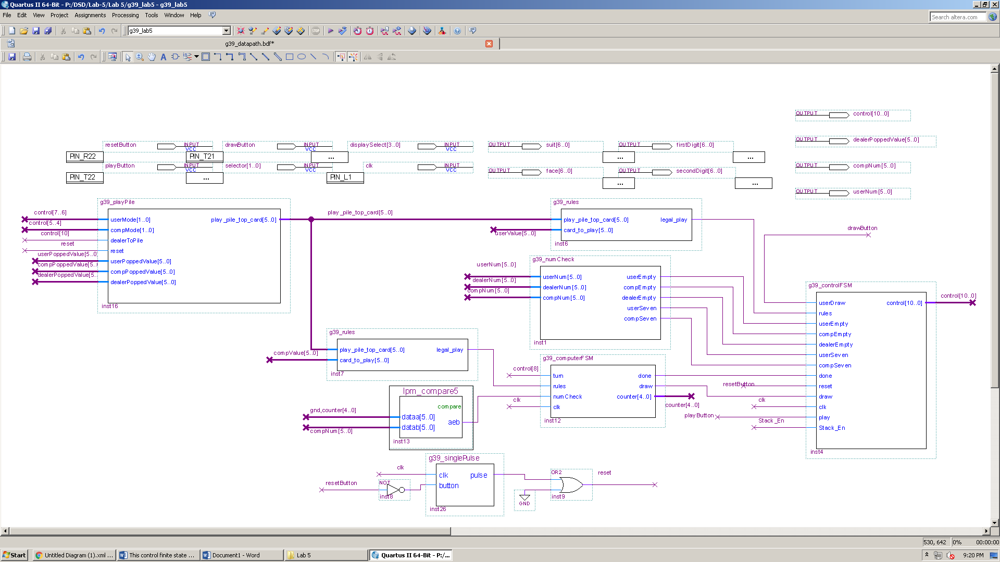 Quartus II 64-Bit - P:/DSD/Lab-5/Lab 5/g39_lab5 - g39_lab5
File Edit View Project Assignments Processing Tools Window Help
Search altera.com
g39_lab5
g39_datapath.bdf*
OUTPUT control[10..0]
OUTPUT dealerPoppedValue[5..0]
OUTPUT compNum[5..0]
OUTPUT userNum[5..0]
resetButton INPUT VCC
PIN_R22
drawButton INPUT VCC
PIN_T21
displaySelect[3..0] INPUT VCC
...
OUTPUT suit[6..0]
...
OUTPUT firstDigit[6..0]
...
playButton INPUT VCC
PIN_T22
selector[1..0] INPUT VCC
...
clk INPUT VCC
PIN_L1
OUTPUT face[6..0]
...
OUTPUT secondDigit[6..0]
...
g39_playPile
control[7..6]
control[5..4]
control[10]
reset
userPoppedValue[5..0]
compPoppedValue[5..
dealerPoppedValue[5..
userMode[1..0] play_pile_top_card[5..0]
compMode[1..0]
dealerToPile
reset
userPoppedValue[5..0]
compPoppedValue[5..0]
dealerPoppedValue[5..0]
inst16
play_pile_top_card[5..0]
g39_rules
play_pile_top_card[5..0] legal_play
card_to_play[5..0]
userValue[5..0]
inst6
g39_numCheck
userNum[5..0]
dealerNum[5..0]
compNum[5..0]
userNum[5..0] userEmpty
dealerNum[5..0] compEmpty
compNum[5..0] dealerEmpty
userSeven
compSeven
inst1
drawButton
g39_controlFSM
userDraw control[10..0]
rules
userEmpty
compEmpty
dealerEmpty
userSeven
compSeven
done
reset
draw
clk
play
Stack_En
inst4
control[10..0]
resetButton
clk
playButton
Stack_En
g39_rules
play_pile_top_card[5..0] legal_play
card_to_play[5..0]
compValue[5..0]
inst7
g39_computerFSM
control[8]
clk
turn done
rules draw
numCheck counter[4..0]
clk
counter[4..0]
inst12
lpm_compare5
compare
dataa[5..0]
aeb
datab[5..0]
gnd,counter[4..0]
compNum[5..0]
inst13
g39_singlePulse
clk
clk pulse
button
inst26
resetButton
NOT
inst8
GND
OR2
inst9
reset
530, 642 0% 00:00:00
Start
Untitled Diagram (1).xml ...
This control finite state ...
Document1 - Word
Lab 5
Quartus II 64-Bit - P:/...
9:20 PM